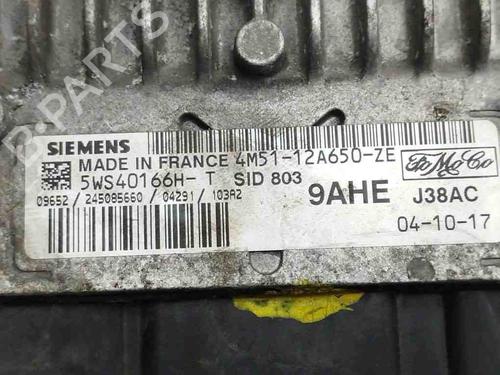 B-PARTS
SIEMENS
MADE IN FRANCE 4M51-12A650-ZE
FoMoCo
5WS40166H- T SID 803
9AHE J38AC
09652 / 245085660 / 04291 / 103A2
04-10-17